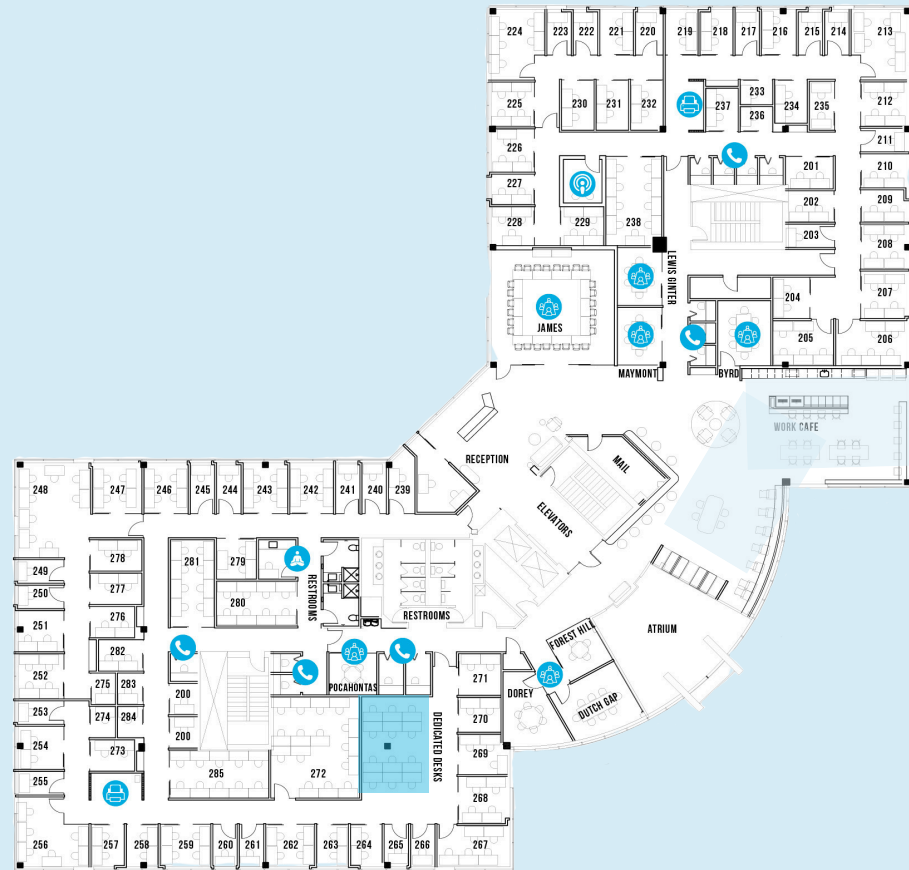 224 223 222 221 220 219 218 217 216 215 214 213
225 230 231 232 237 233 234 235 212
236
226 211
201 210
227 202 209
228 229 238 203 208
LEWIS GINTER
204 207
JAMES 205 206
MAYMONT BYRD
WORK CAFE
RECEPTION MAIL
ELEVATORS
248 247 246 245 244 243 242 241 240 239
278 281 279
249 277 280 RESTROOMS
250
251 276 RESTROOMS
282 FOREST HILL ATRIUM
252 275 283 200 POCAHONTAS 271 DOREY DUTCH GAP
253 274 284 200 DEDICATED DESKS 270
254 273 269
255 285 272 268
256 257 258 259 260 261 262 263 264 265 266 267